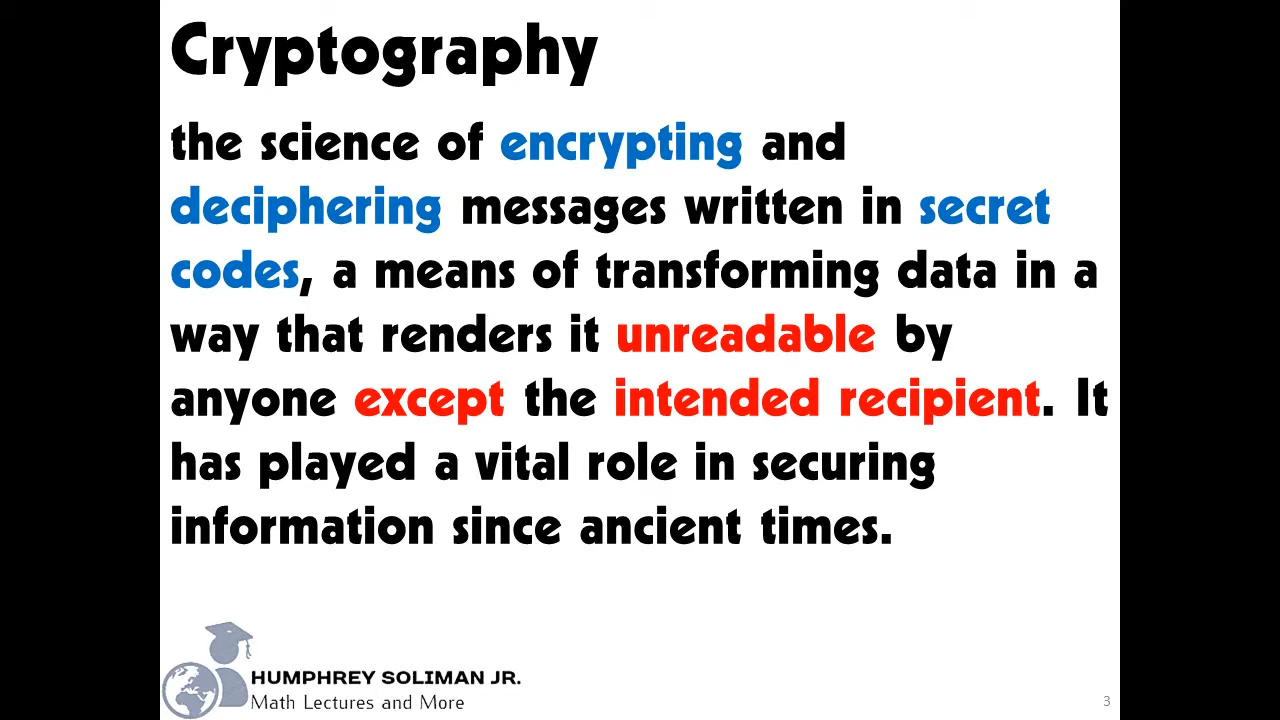 Cryptography
the science of encrypting and
deciphering messages written in secret
codes, a means of transforming data in a
way that renders it unreadable by
anyone except the intended recipient. It
has played a vital role in securing
information since ancient times.
HUMPHREY SOLIMAN JR.
Math Lectures and More
3